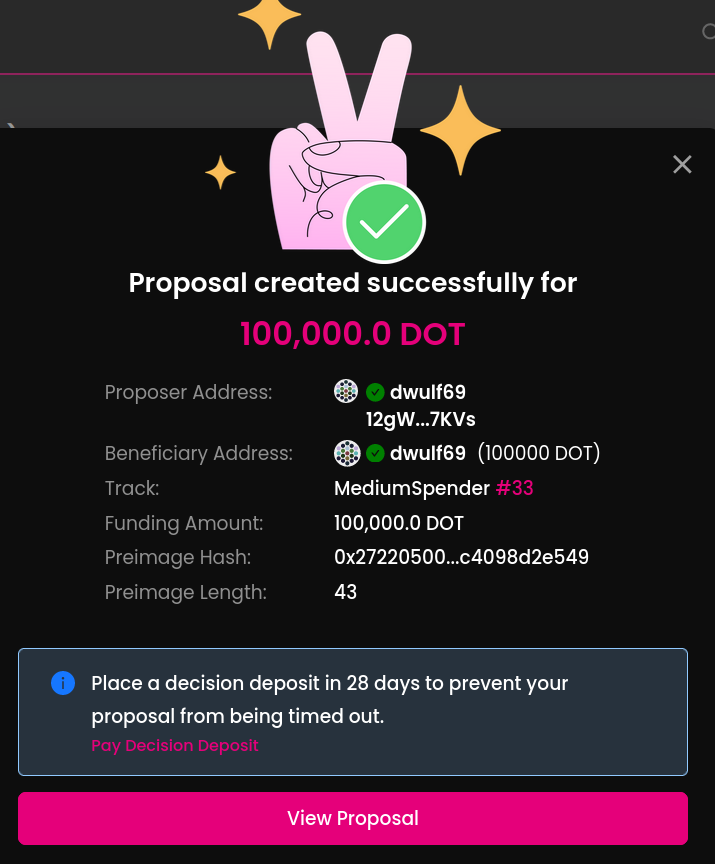 Proposal created successfully for
100,000.0 DOT
Proposer Address: dwulf69
12gW...7KVs
Beneficiary Address: dwulf69 (100000 DOT)
Track: MediumSpender #33
Funding Amount: 100,000.0 DOT
Preimage Hash: 0x27220500...c4098d2e549
Preimage Length: 43
Place a decision deposit in 28 days to prevent your
proposal from being timed out.
Pay Decision Deposit
View Proposal